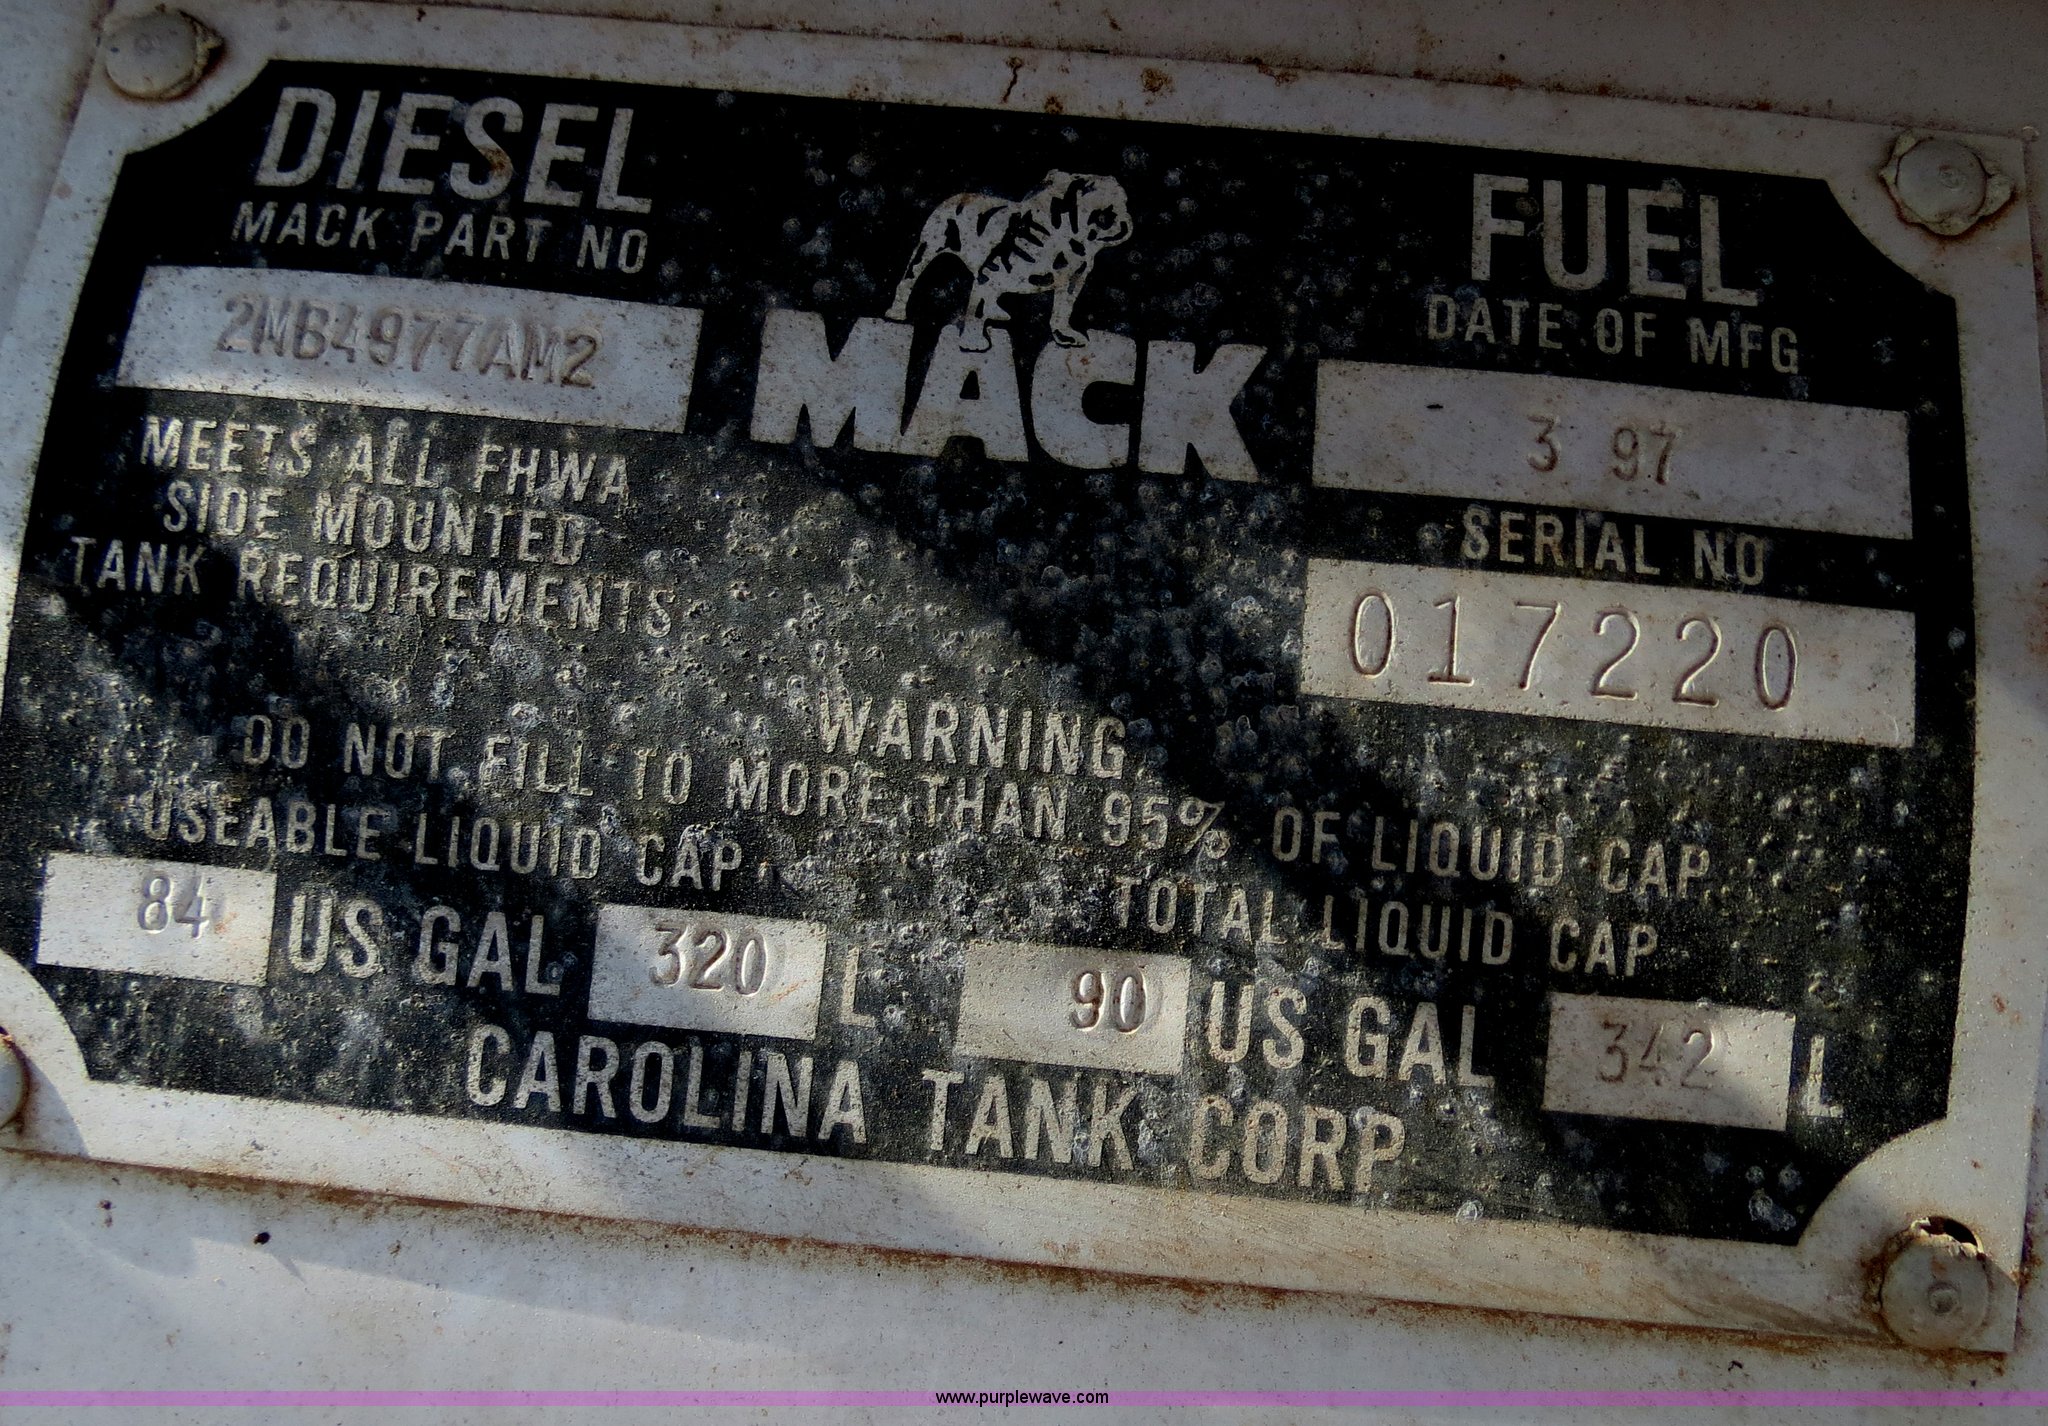 DIESEL FUEL
MACK PART NO
2MB4977AM2
MACK
DATE OF MFG
3 97
SERIAL NO
017220
MEETS ALL FHWA
SIDE MOUNTED
TANK REQUIREMENTS
WARNING
DO NOT FILL TO MORE THAN 95% OF LIQUID CAP
USEABLE LIQUID CAP
84 US GAL 320 L
TOTAL LIQUID CAP
90 US GAL 342 L
CAROLINA TANK CORP
www.purplewave.com